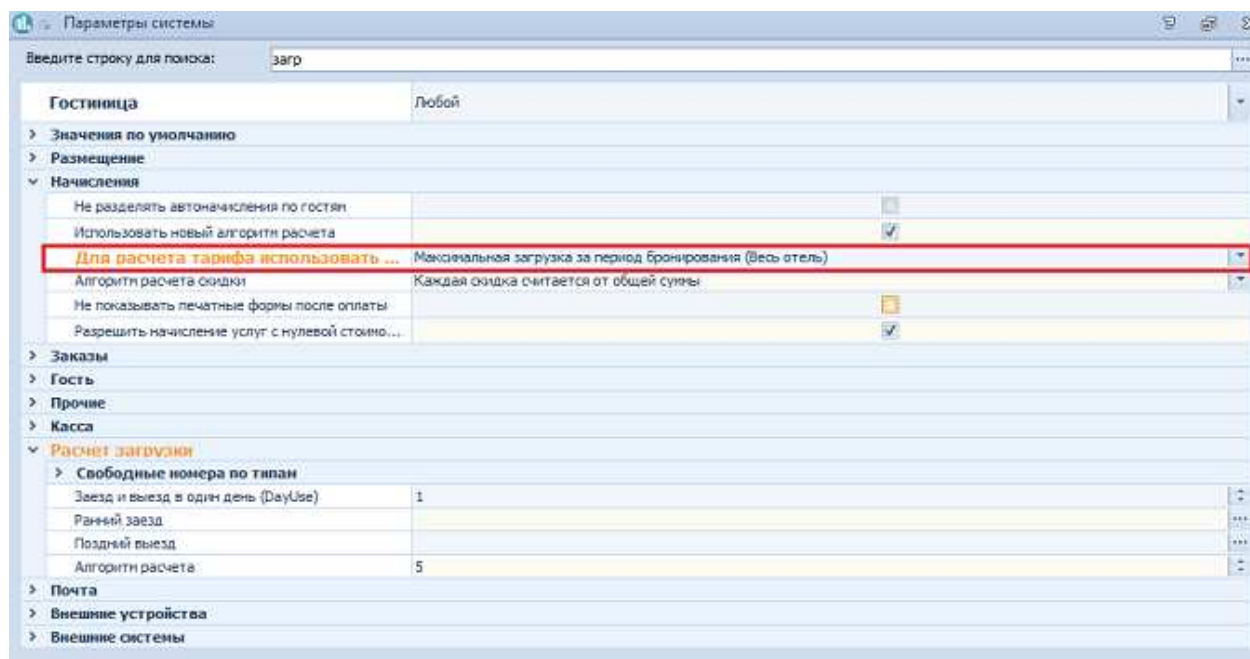 Параметры системы
Введите строку для поиска: загр
Гостиница Любой
Значения по умолчанию
Размещение
Начисления
Не разделять автоначисления по гостям
Использовать новый алгоритм расчета
Для расчета тарифа использовать ... Максимальная загрузка за период бронирования (Весь отель)
Алгоритм расчета скидки Каждая скидка считается от общей суммы
Не показывать печатные формы после оплаты
Разрешить начисление услуг с нулевой стоимо...
Заказы
Гость
Прочие
Касса
Расчет загрузки
Свободные номера по типам
Заезд и выезд в один день (DayUse) 1
Ранний заезд
Поздний выезд
Алгоритм расчета 5
Почта
Внешние устройства
Внешние системы